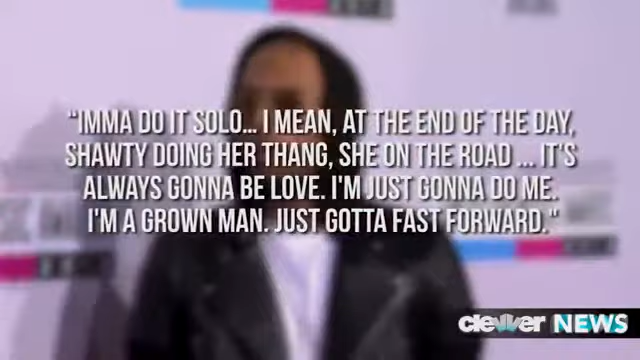 “IMMA DO IT SOLO... I MEAN, AT THE END OF THE DAY,
SHAWTY DOING HER THANG, SHE ON THE ROAD ... IT'S
ALWAYS GONNA BE LOVE. I'M JUST GONNA DO ME.
I'M A GROWN MAN. JUST GOTTA FAST FORWARD."
clevver NEWS